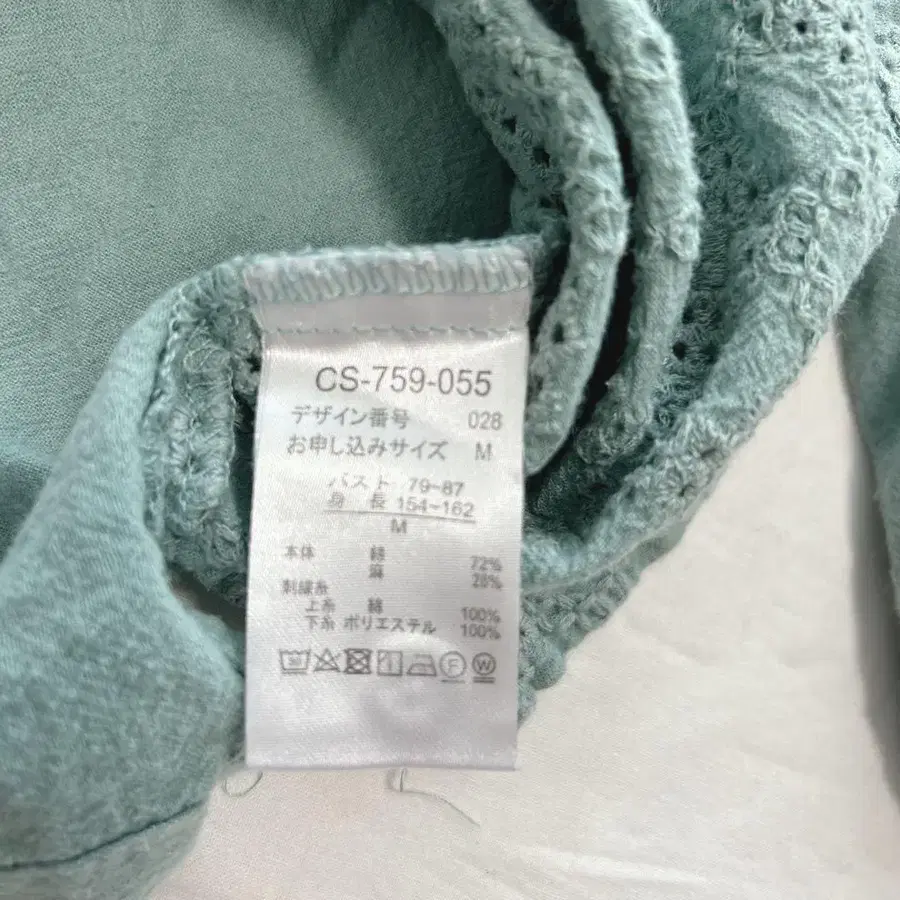 CS-759-055
デザイン番号 028
お申し込みサイズ M
バスト 79~87
身長 154~162
M
本体 綿 72%
麻 28%
刺繍糸
上糸 綿 100%
下糸 ポリエステル 100%
F W